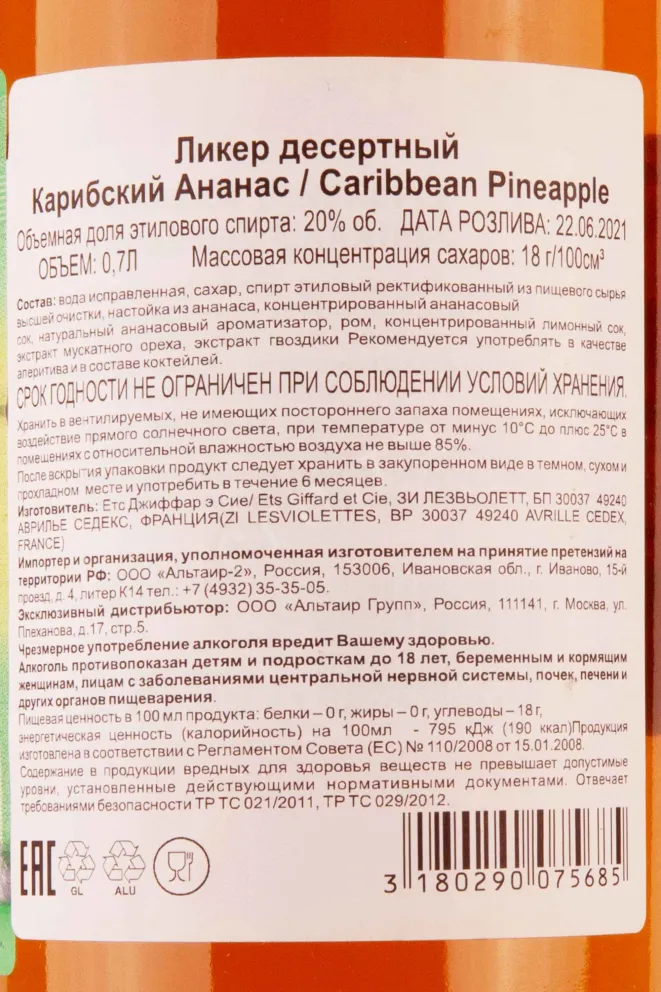 Ликер десертный
Карибский Ананас / Caribbean Pineapple
Объемная доля этилового спирта: 20% об. ДАТА РОЗЛИВА: 22.06.2021
ОБЪЕМ: 0,7Л Массовая концентрация сахаров: 18 г/100см³
Состав: вода исправленная, сахар, спирт этиловый ректификованный из пищевого сырья
высшей очистки, настойка из ананаса, концентрированный ананасовый
сок, натуральный ананасовый ароматизатор, ром, концентрированный лимонный сок,
экстракт мускатного ореха, экстракт гвоздики Рекомендуется употреблять в качестве
аперитива и в составе коктейлей.
СРОК ГОДНОСТИ НЕ ОГРАНИЧЕН ПРИ СОБЛЮДЕНИИ УСЛОВИЙ ХРАНЕНИЯ.
Хранить в вентилируемых, не имеющих постороннего запаха помещениях, исключающих
воздействие прямого солнечного света, при температуре от минус 10°С до плюс 25°С в
помещениях с относительной влажностью воздуха не выше 85%.
После вскрытия упаковки продукт следует хранить в закупоренном виде в темном, сухом и
прохладном месте и употребить в течение 6 месяцев.
Изготовитель: Етс Джиффар э Сие/ Ets Giffard et Cie, ЗИ ЛЕЗВЬОЛЕТТ, БП 30037 49240
АВРИЛЬЕ СЕДЕКС, ФРАНЦИЯ(ZI LESVIOLETTES, BP 30037 49240 AVRILLE CEDEX,
FRANCE)
Импортер и организация, уполномоченная изготовителем на принятие претензий на
территории РФ: ООО «Альтаир-2», Россия, 153006, Ивановская обл., г. Иваново, 15-й
проезд, д. 4, литер К14 тел.: +7 (4932) 35-35-05.
Эксклюзивный дистрибьютор: ООО «Альтаир Групп», Россия, 111141, г. Москва, ул.
Плеханова, д.17, стр.5.
Чрезмерное употребление алкоголя вредит Вашему здоровью.
Алкоголь противопоказан детям и подросткам до 18 лет, беременным и кормящим
женщинам, лицам с заболеваниями центральной нервной системы, почек, печени и
других органов пищеварения.
Пищевая ценность в 100 мл продукта: белки – 0 г, жиры – 0 г, углеводы – 18 г,
энергетическая ценность (калорийность) на 100мл - 795 кДж (190 ккал)Продукция
изготовлена в соответствии с Регламентом Совета (ЕС) № 110/2008 от 15.01.2008.
Содержание в продукции вредных для здоровья веществ не превышает допустимые
уровни, установленные действующими нормативными документами. Отвечает
требованиями безопасности ТР ТС 021/2011, ТР ТС 029/2012.
EAC GL ALU
3 180290 075685